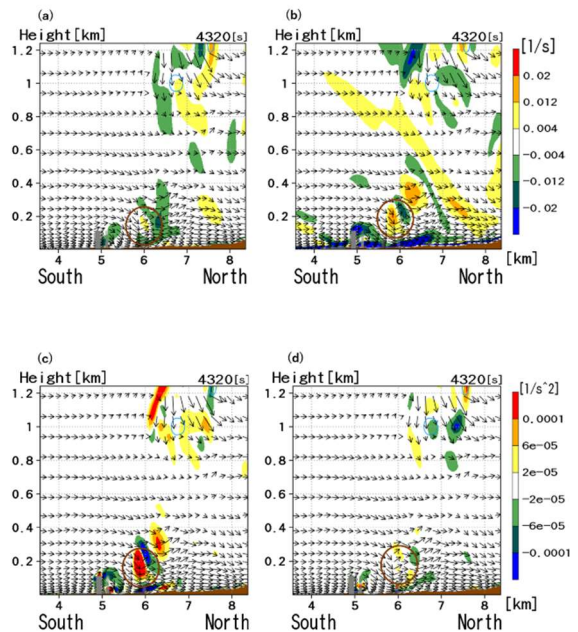 (a)
Height[km] 4320[s]
1.2
1
0.8
0.6
0.4
0.2
4 5 6 7 8
South North
(b)
Height[km] 4320[s]
1.2
1
0.8
0.6
0.4
0.2
4 5 6 7 8
South North
[1/s]
0.02
0.012
0.004
-0.004
-0.012
-0.02
[km]
(c)
Height[km] 4320[s]
1.2
1
0.8
0.6
0.4
0.2
4 5 6 7 8
South North
(d)
Height[km] 4320[s]
1.2
1
0.8
0.6
0.4
0.2
4 5 6 7 8
South North
[1/s^2]
0.0001
6e-05
2e-05
-2e-05
-6e-05
-0.0001
[km]